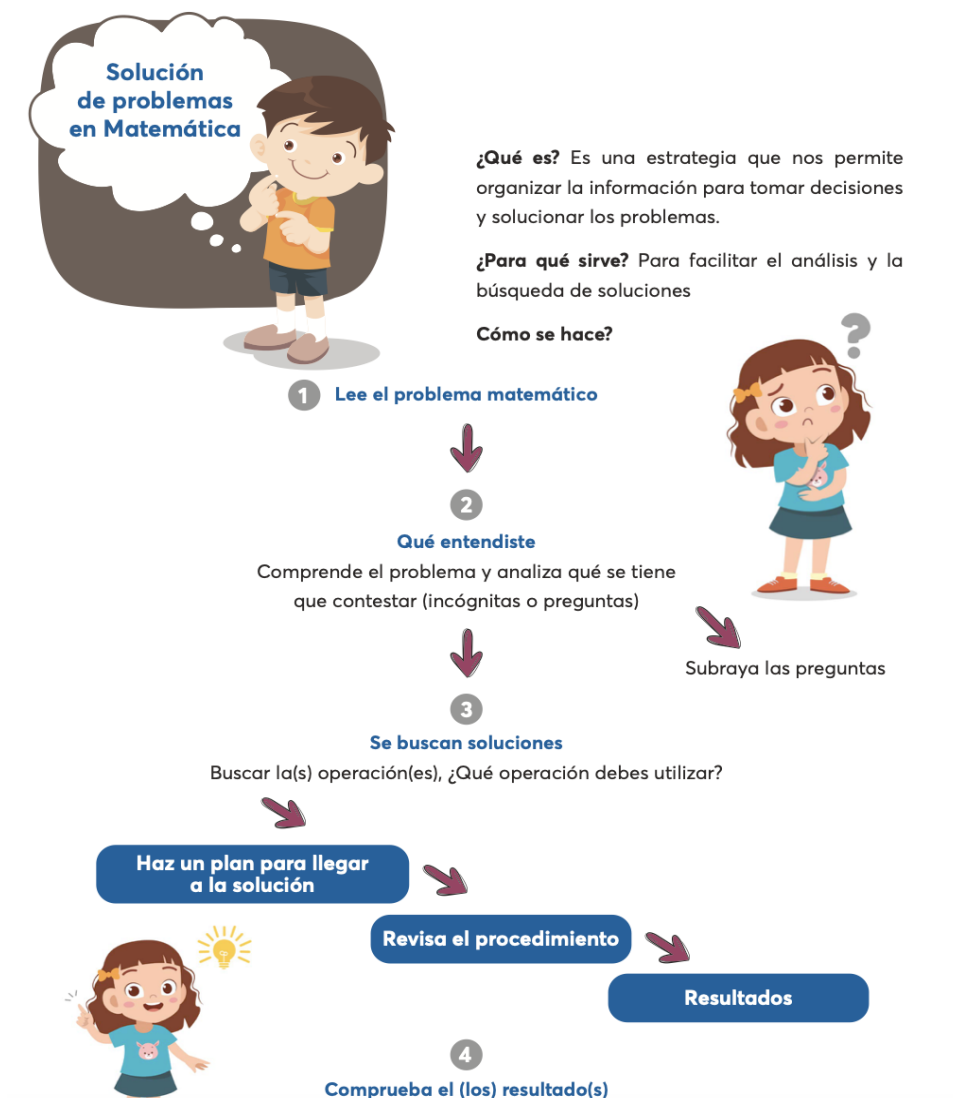 Solución
de problemas
en Matemática
¿Qué es? Es una estrategia que nos permite
organizar la información para tomar decisiones
y solucionar los problemas.
¿Para qué sirve? Para facilitar el análisis y la
búsqueda de soluciones
Cómo se hace?
?
1 Lee el problema matemático
2
Qué entendiste
Comprende el problema y analiza qué se tiene
que contestar (incógnitas o preguntas)
Subraya las preguntas
3
Se buscan soluciones
Buscar la(s) operación(es), ¿Qué operación debes utilizar?
Haz un plan para llegar
a la solución
Revisa el procedimiento
Resultados
4
Comprueba el (los) resultado(s)